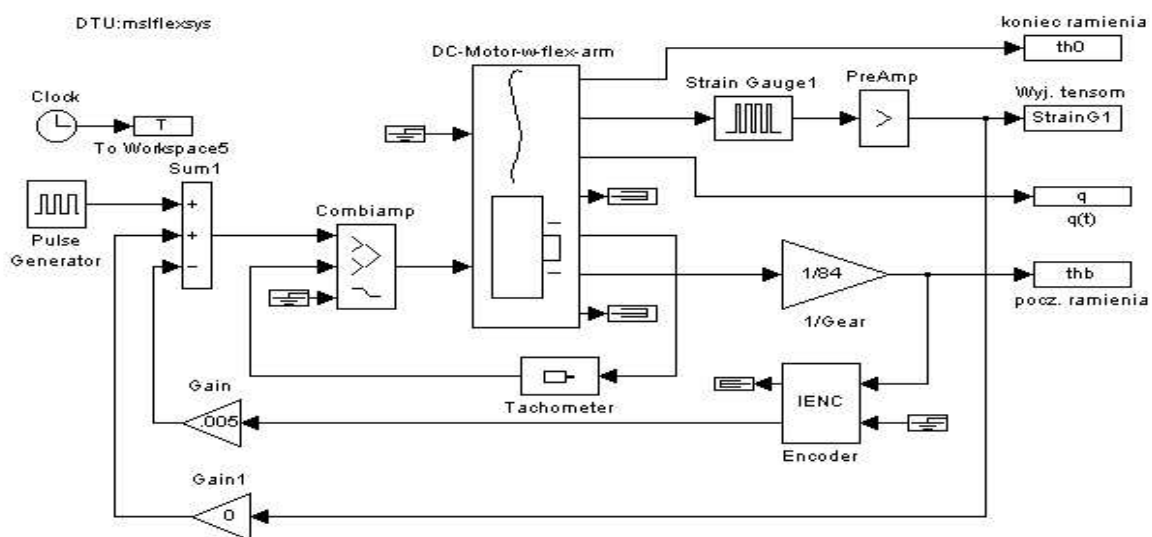 DTU:mslflexsys
koniec ramienia
th0
DC-Motor-w-flex-arm
Strain Gauge1
PreAmp
Wyj. tensom
StrainG1
Clock
T
To Workspace5
Sum1
Pulse
Generator
Combiamp
q
q(t)
1/84
1/Gear
thb
pocz. ramienia
Tachometer
IENC
Encoder
Gain
.005
Gain1
0